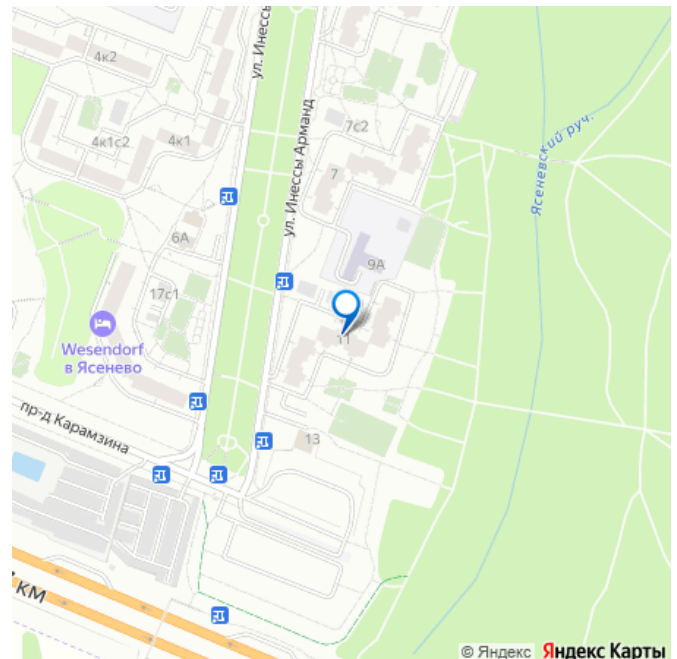 4к2
ул. Инессы Арманд
4к1с2
4к1
7с2
ул. Инессы Арманд
Ясеневский руч.
7
6А
9А
17с1
11
Wesendorf
в Ясенево
пр-д Карамзина
13
КМ
© Яндекс Яндекс Карты